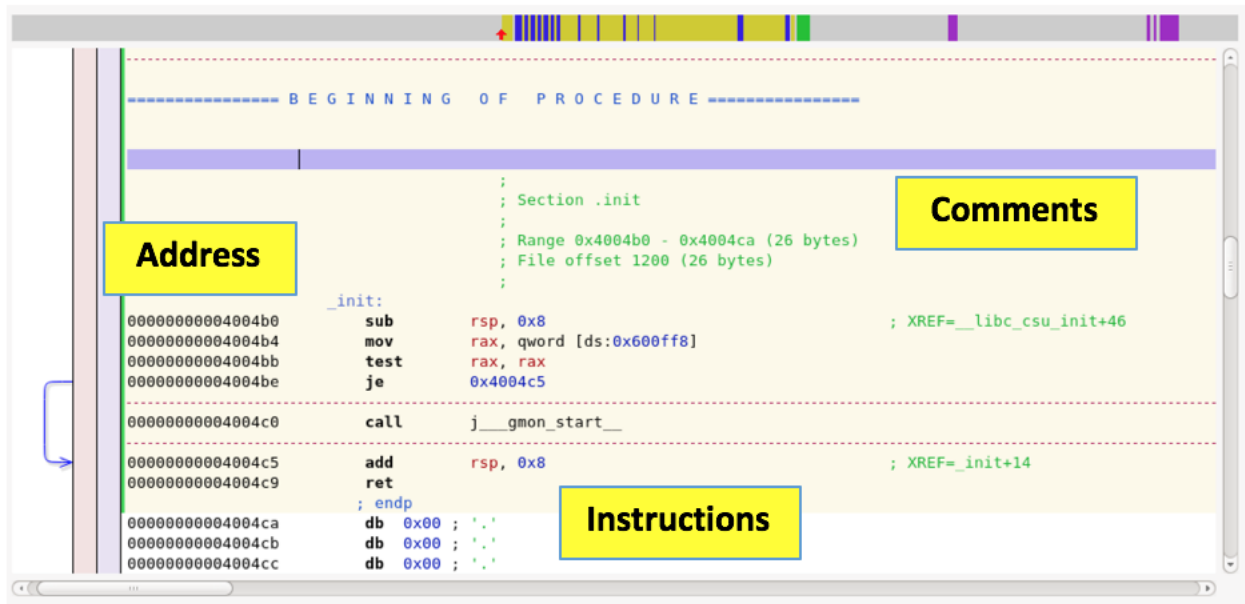 ================ B E G I N N I N G   O F   P R O C E D U R E ================
;
; Section .init
Comments
;
; Range 0x4004b0 - 0x4004ca (26 bytes)
Address
; File offset 1200 (26 bytes)
;
_init:
00000000004004b0 sub rsp, 0x8 ; XREF=__libc_csu_init+46
00000000004004b4 mov rax, qword [ds:0x600ff8]
00000000004004bb test rax, rax
00000000004004be je 0x4004c5
00000000004004c0 call j___gmon_start__
00000000004004c5 add rsp, 0x8 ; XREF=_init+14
00000000004004c9 ret
; endp
Instructions
00000000004004ca db 0x00 ; '.'
00000000004004cb db 0x00 ; '.'
00000000004004cc db 0x00 ; '.'